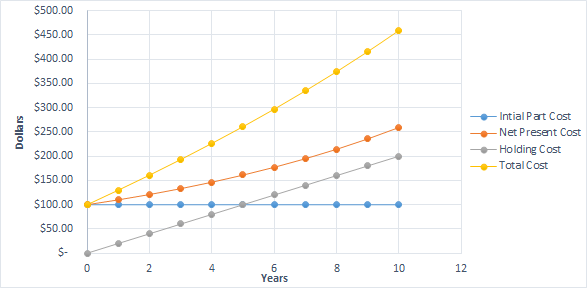 $500.00
$450.00
$400.00
$350.00
$300.00
$250.00
$200.00
$150.00
$100.00
$50.00
$-
Dollars
0 2 4 6 8 10 12
Years
Intial Part Cost
Net Present Cost
Holding Cost
Total Cost